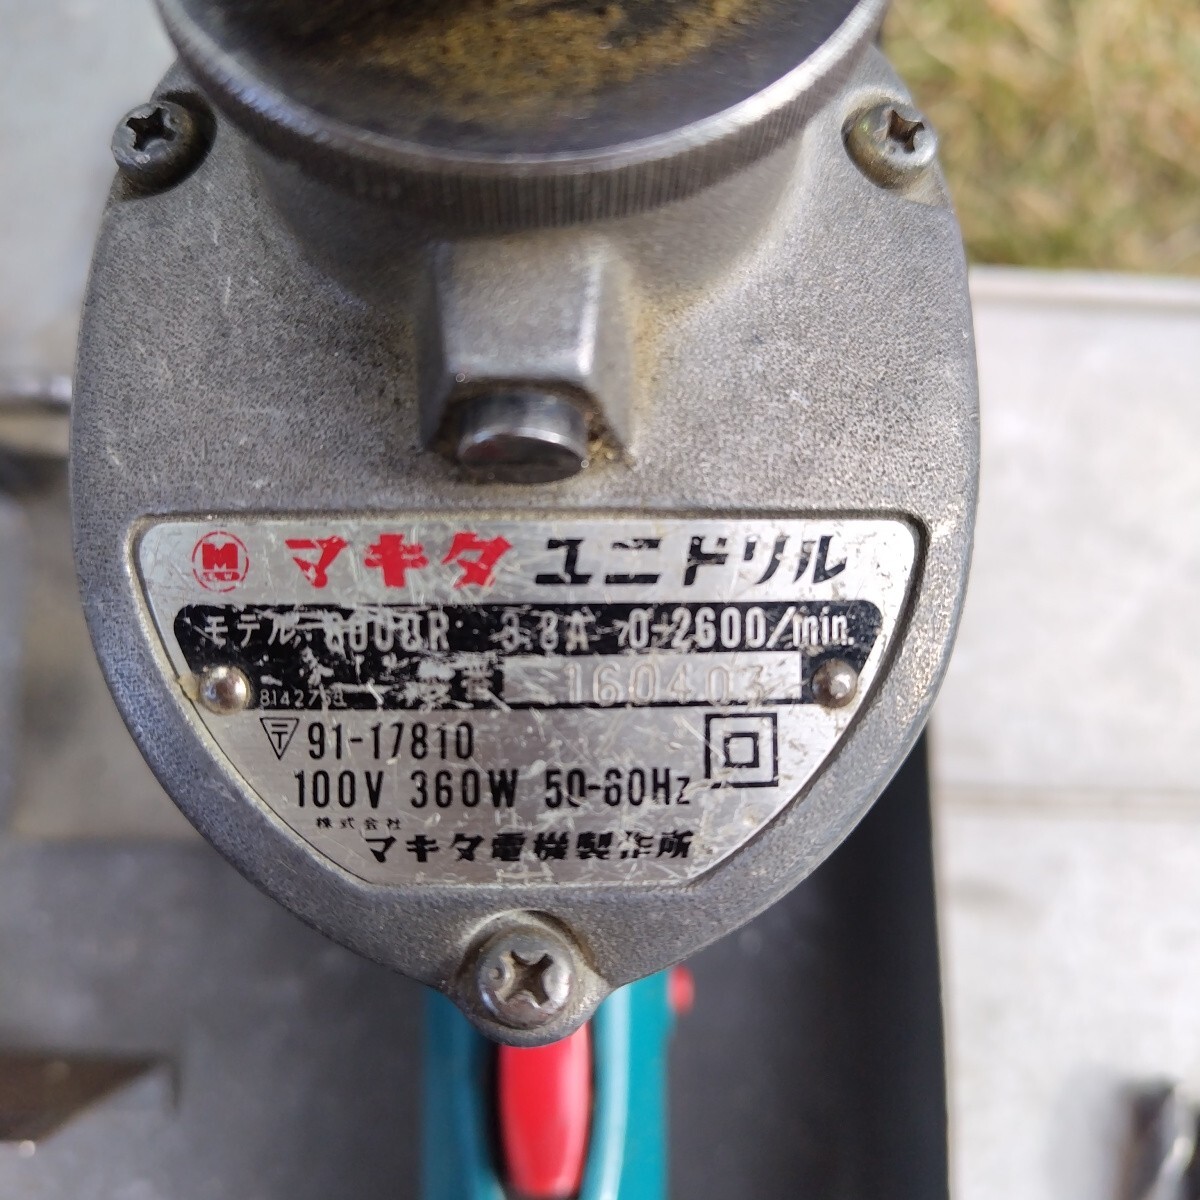 マキタ ユニドリル
モデル 3.8A 0-2600/min.
160403
〒 91-17810
100V 360W 50-60Hz
株式会社
マキタ電機製作所